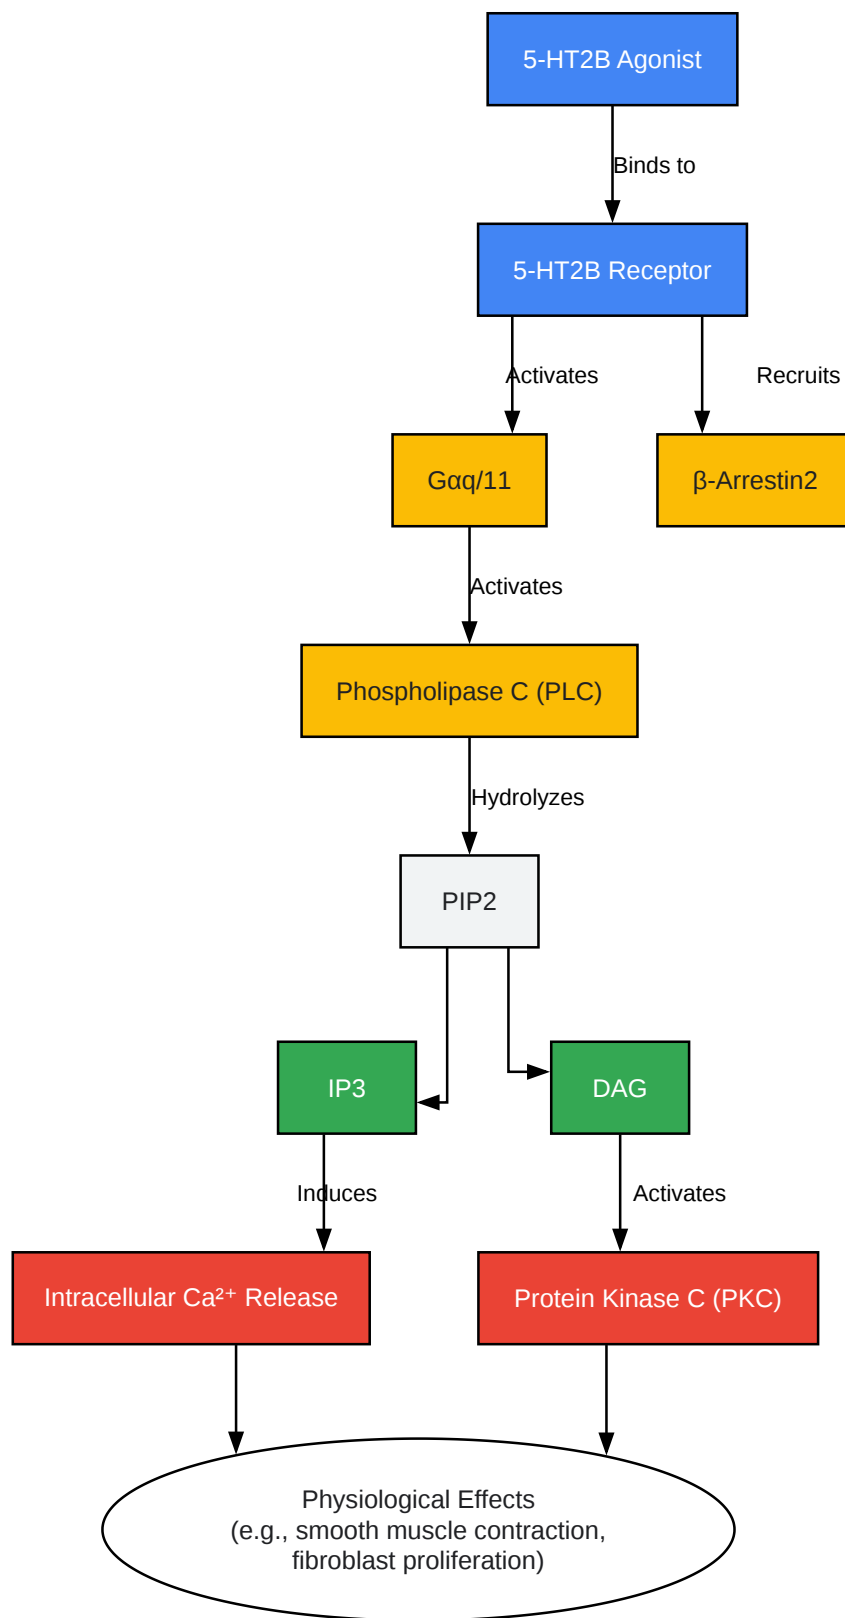 5-HT2B Agonist
Binds to
5-HT2B Receptor
Activates
Recruits
Gαq/11
β-Arrestin2
Activates
Phospholipase C (PLC)
Hydrolyzes
PIP2
IP3
DAG
Induces
Activates
Intracellular Ca²⁺ Release
Protein Kinase C (PKC)
Physiological Effects
(e.g., smooth muscle contraction,
fibroblast proliferation)